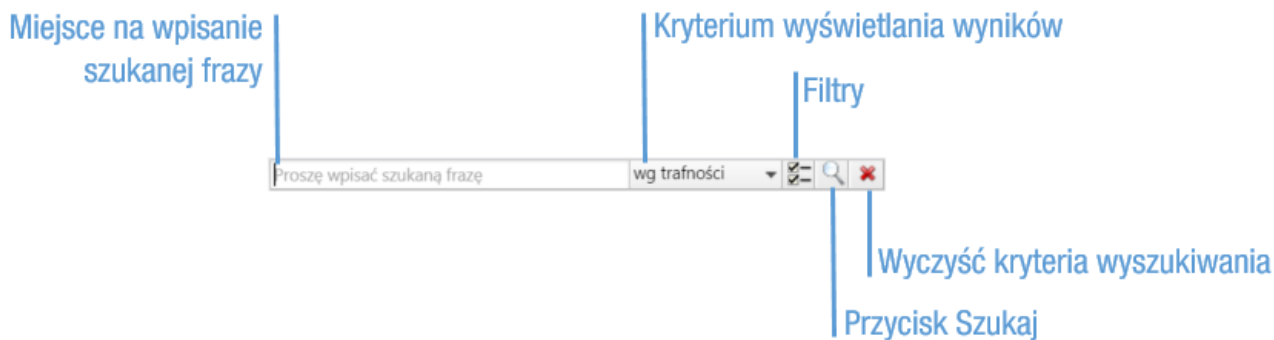 Miejsce na wpisanie
szukanej frazy
Kryterium wyświetlania wyników
Filtry
Proszę wpisać szukaną frazę
wg trafności
Wyczyść kryteria wyszukiwania
Przycisk Szukaj